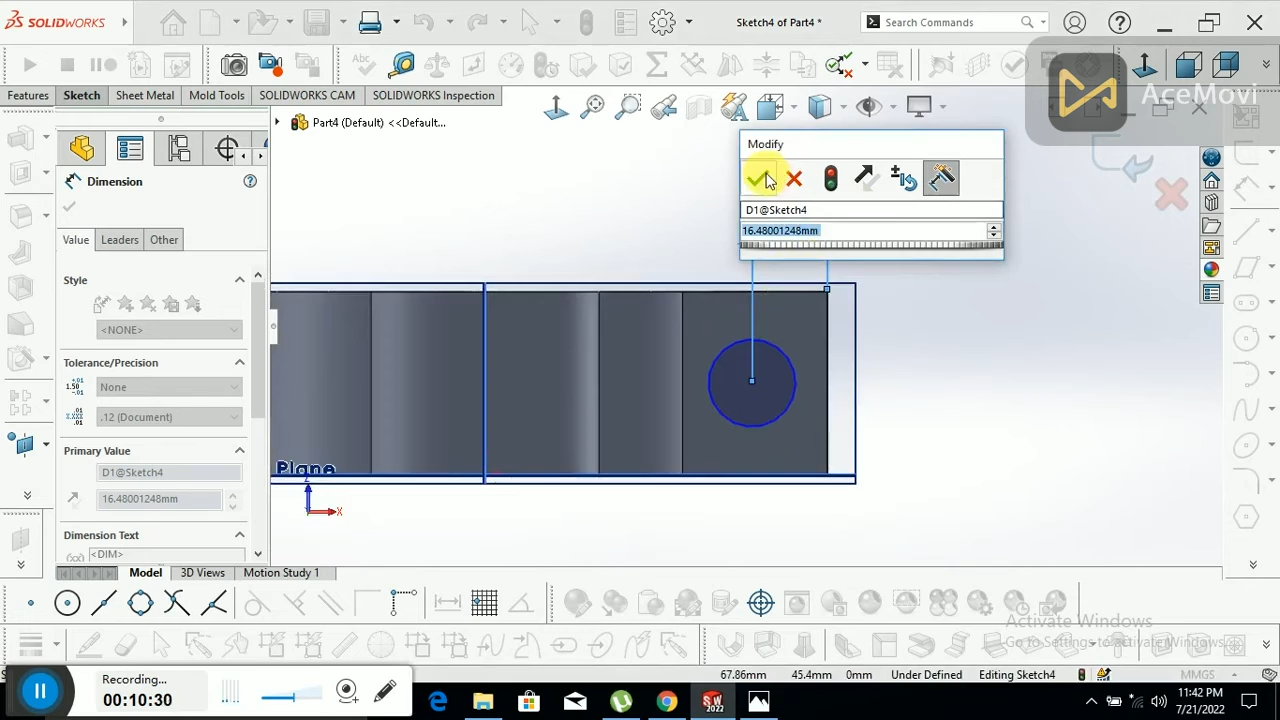 SOLIDWORKS
Sketch4 of Part4 *
Search Commands
AceMovi
Features
Sketch
Sheet Metal
Mold Tools
SOLIDWORKS CAM
SOLIDWORKS Inspection
Part4 (Default) <<Default...
Dimension
Value
Leaders
Other
Style
<NONE>
Tolerance/Precision
None
.12 (Document)
Primary Value
D1@Sketch4
16.48001248mm
Dimension Text
<DIM>
Modify
D1@Sketch4
16.48001248mm
Plane
Z
X
Model
3D Views
Motion Study 1
Activate Windows
Go to Settings to activate Windows.
67.86mm
45.4mm
0mm
Under Defined
Editing Sketch4
MMGS
Recording...
00:10:30
11:42 PM
7/21/2022